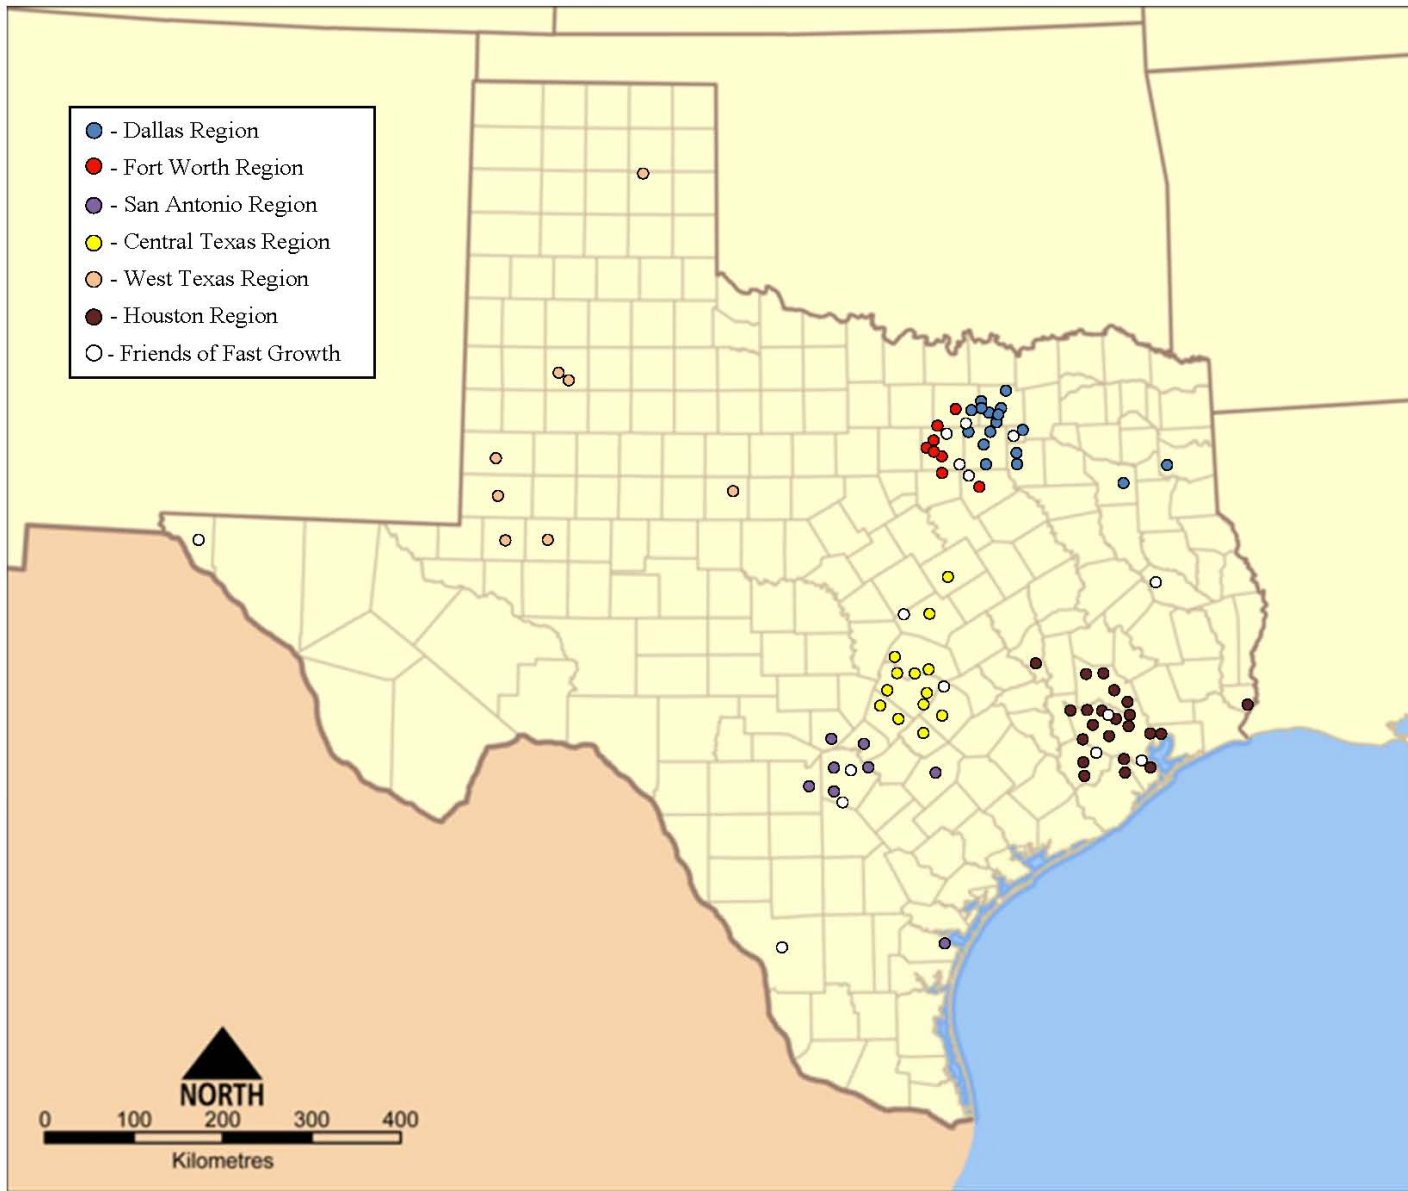 - Dallas Region
- Fort Worth Region
- San Antonio Region
- Central Texas Region
- West Texas Region
- Houston Region
- Friends of Fast Growth
NORTH
0 100 200 300 400
Kilometres